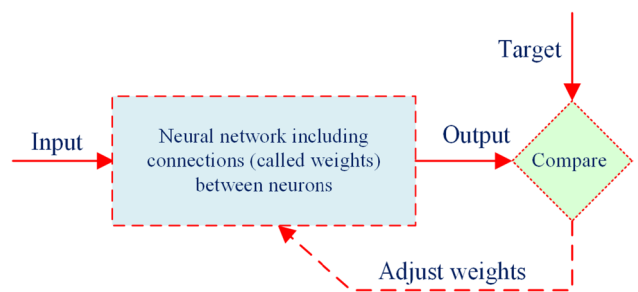 Target
Input
Neural network including
connections (called weights)
between neurons
Output
Compare
Adjust weights